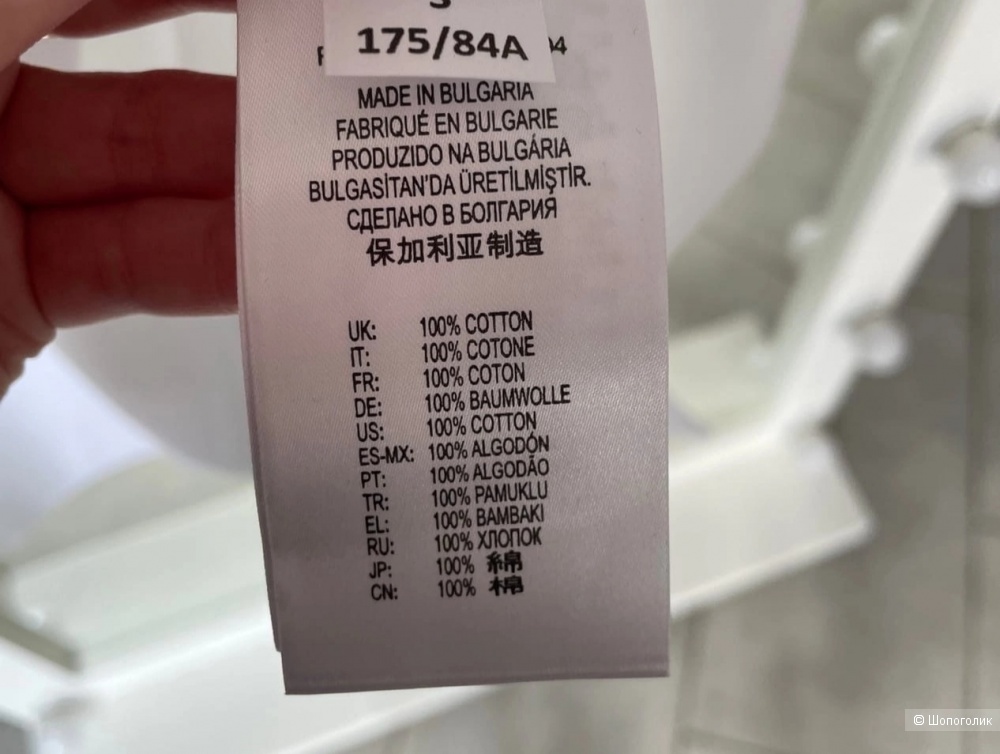 S
175/84A
04
MADE IN BULGARIA
FABRIQUÉ EN BULGARIE
PRODUZIDO NA BULGÁRIA
BULGASİTAN'DA ÜRETİLMİŞTİR.
СДЕЛАНО В БОЛГАРИЯ
保加利亚制造
UK: 100% COTTON
IT: 100% COTONE
FR: 100% COTON
DE: 100% BAUMWOLLE
US: 100% COTTON
ES-MX: 100% ALGODÓN
PT: 100% ALGODÃO
TR: 100% PAMUKLU
EL: 100% BAMBAKI
RU: 100% ХЛОПОК
JP: 100% 綿
CN: 100% 棉
© Шопоголик